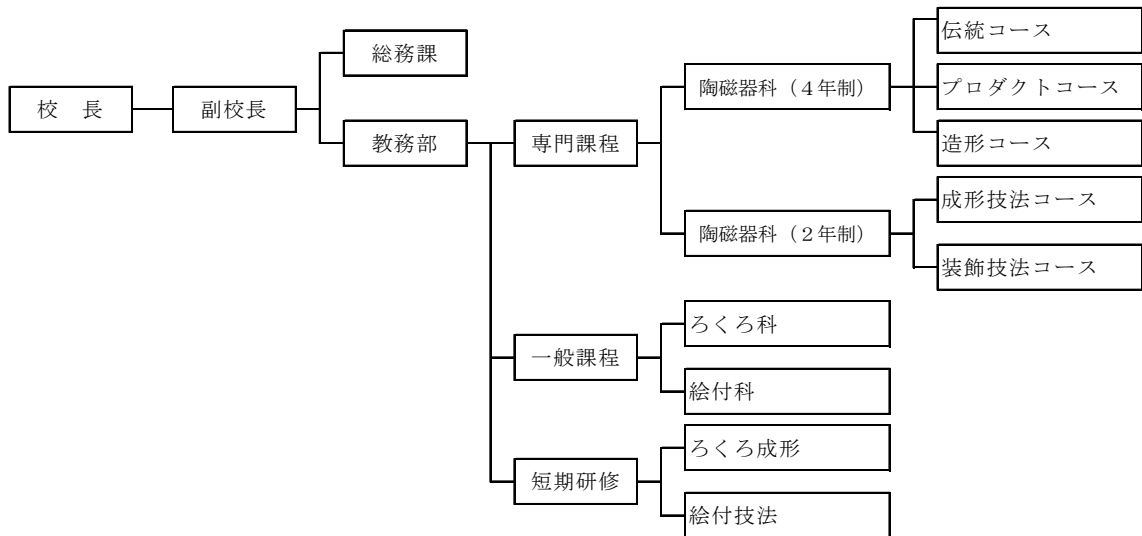 校　長
副校長
総務課
教務部
専門課程
陶磁器科（４年制）
伝統コース
プロダクトコース
造形コース
陶磁器科（２年制）
成形技法コース
装飾技法コース
一般課程
ろくろ科
絵付科
短期研修
ろくろ成形
絵付技法